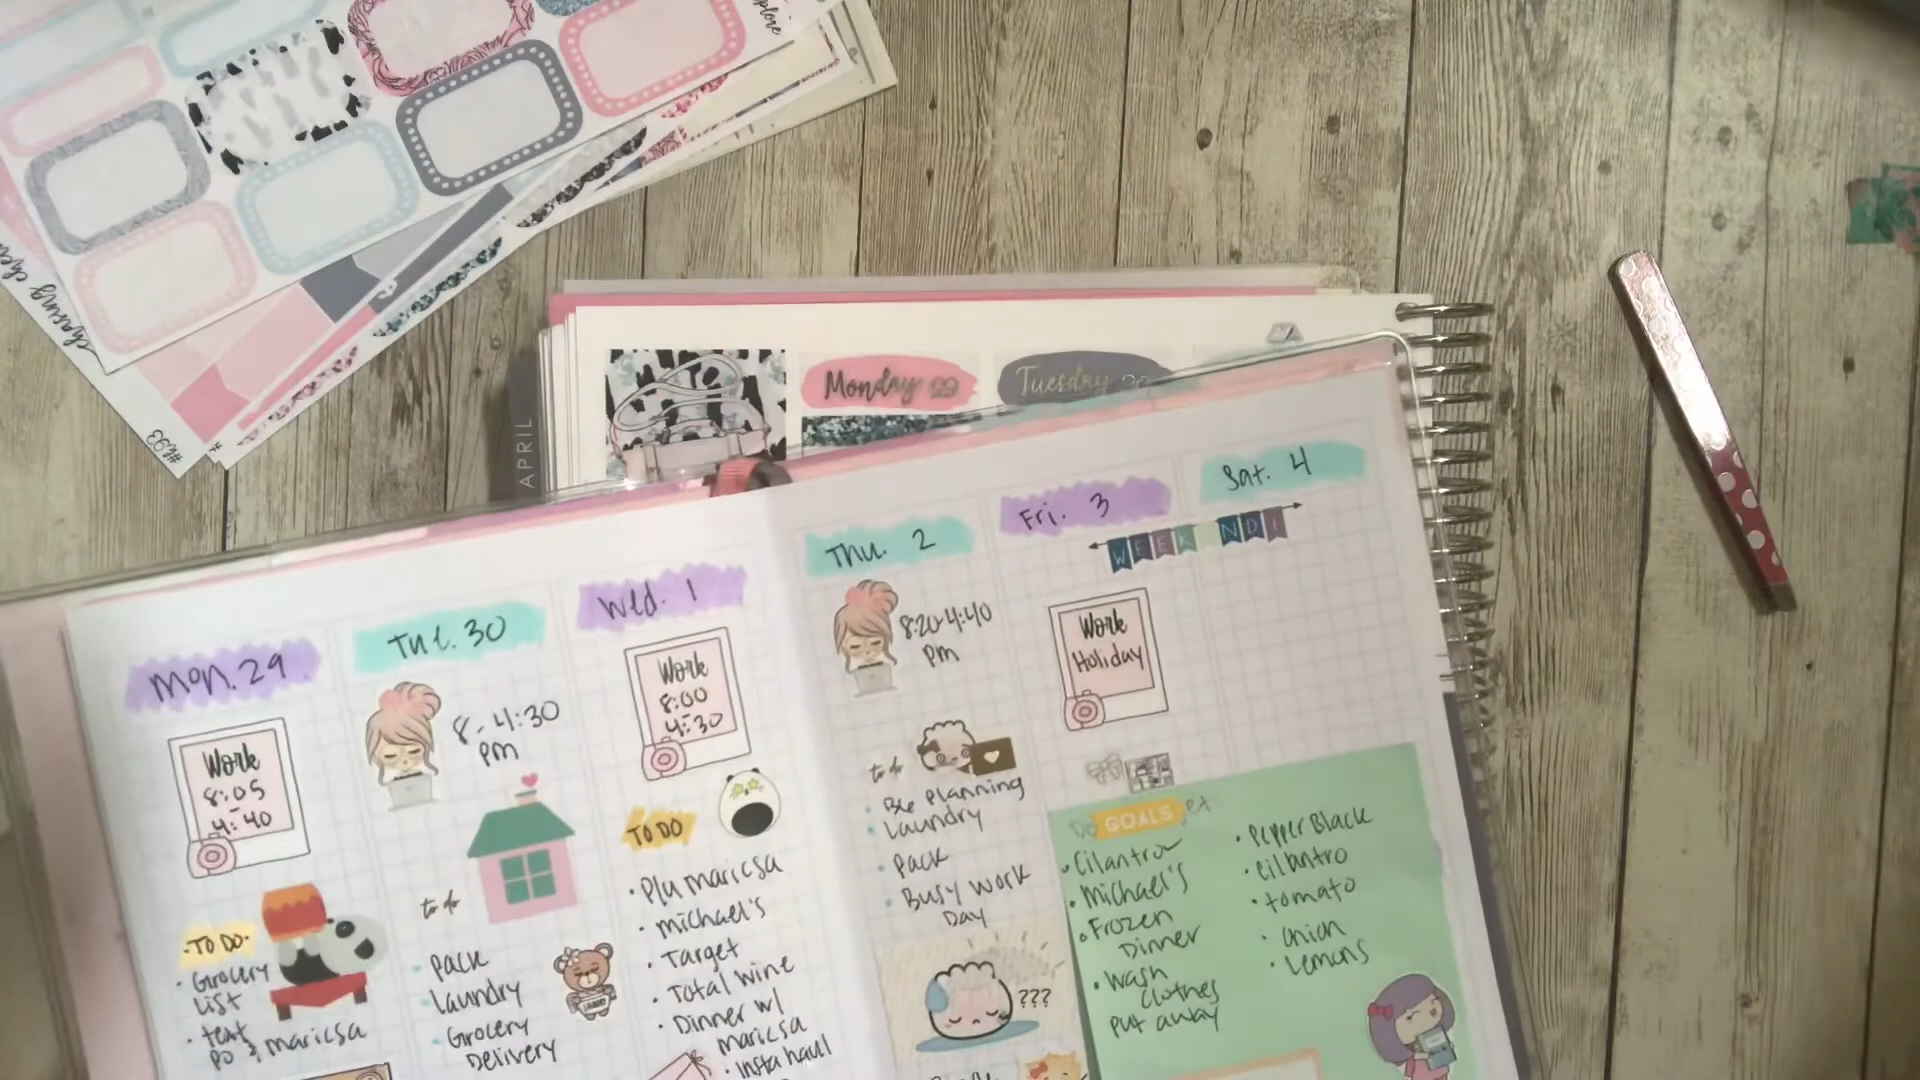 #693
APRIL
Monday 29
Tuesday
Mon. 29
Work
8:05
-
4:40
TO DO
Grocery
List
text
maricsa
Tue. 30
8-4:30
pm
to do
Pack
Laundry
Grocery
Delivery
Wed. 1
Work
8:00
-
4:30
TO DO
P/u maricsa
michael's
Target
Total Wine
Dinner w/
maricsa
Insta haul
Thu. 2
8:20-4:40
pm
to do
Planning
Laundry
Pack
Busy Work
Day
???
Fri. 3
Work
Holiday
Sat. 4
GOALS
Cilantro
Michael's
Frozen
Dinner
Wash
Clothes
Put away
Pepper Black
Cilantro
tomato
onion
Lemons